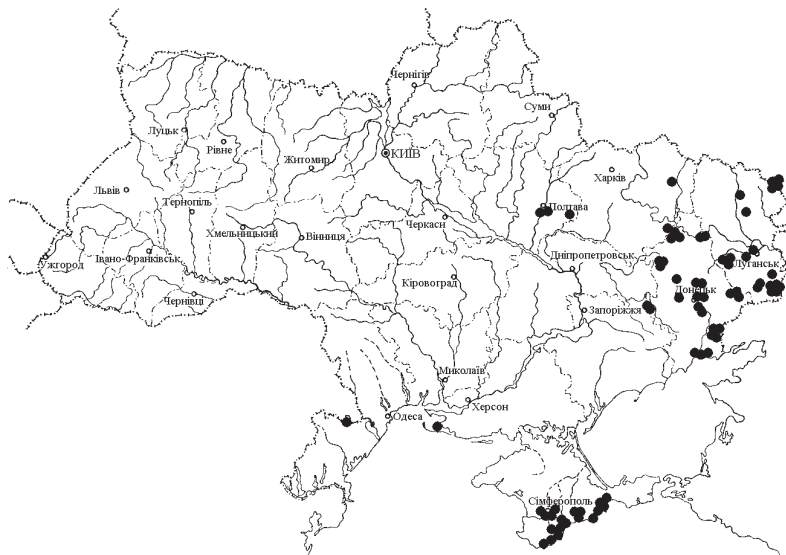 Чернігів
Суми
Луцьк
Рівне
КИЇВ
Житомир
Харків
Львів
Тернопіль
Полтава
Хмельницький
Вінниця
Черкаси
Ужгород
Івано-Франківськ
Дніпропетровськ
Луганськ
Кіровоград
Донецьк
Чернівці
Запоріжжя
Миколаїв
Херсон
Одеса
Сімферополь